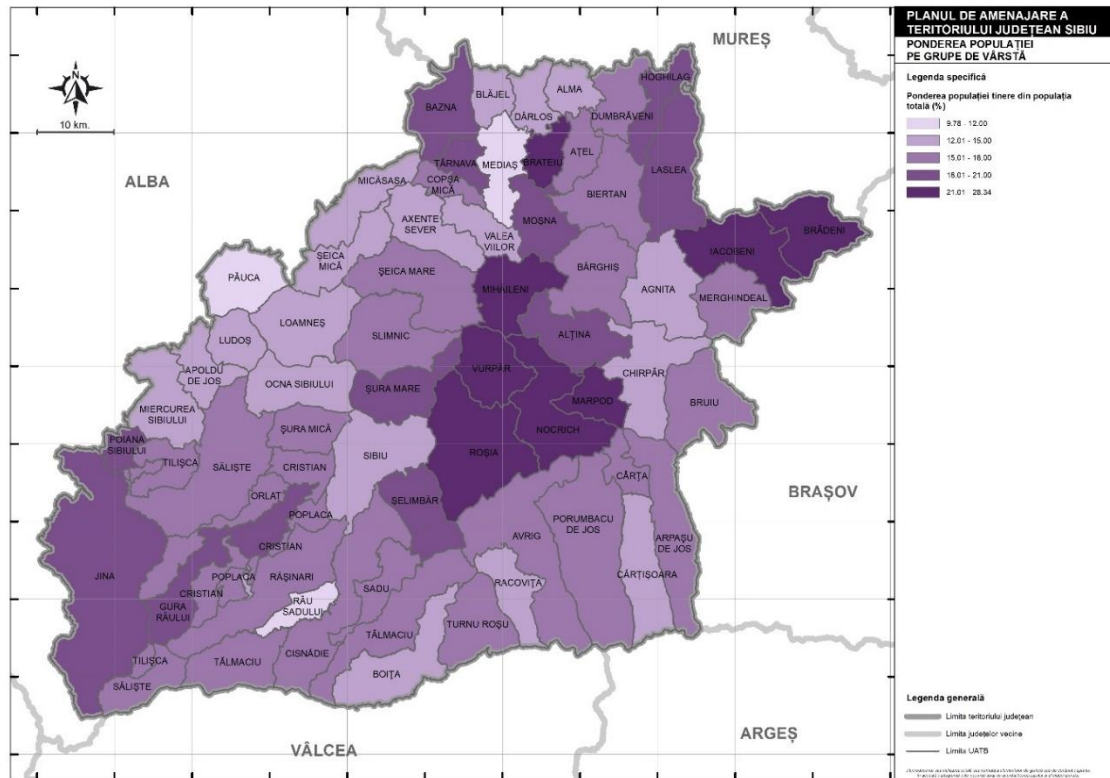 PLANUL DE AMENAJARE A
TERITORIULUI JUDEȚEAN SIBIU
PONDEREA POPULAȚIEI
PE GRUPE DE VÂRSTĂ
Legenda specifică
Ponderea populației tinere din populația
totală (%)
9.78 - 12.00
12.01 - 15.00
15.01 - 18.00
18.01 - 21.00
21.01 - 28.34
N
10 km.
MUREȘ
ALBA
BRAȘOV
ARGEȘ
VÂLCEA
HOGHILAG
BAZNA
BLĂJEL
ALMA
DÂRLOS
DUMBRĂVENI
TÂRNAVA
MEDIAȘ
BRATEIU
AȚEL
LASLEA
MICĂSASA
COPȘA
MICĂ
BIERTAN
AXENTE
SEVER
MOȘNA
VALEA
VIILOR
BRĂDENI
IACOBENI
ȘEICA
MICĂ
ȘEICA MARE
BÂRGHIȘ
PĂUCA
MIHAILENI
AGNITA
MERGHINDEAL
LOAMNEȘ
SLIMNIC
ALȚINA
LUDOȘ
APOLDU
DE JOS
VURPĂR
CHIRPĂR
OCNA SIBIULUI
ȘURA MARE
MARPOD
BRUIU
MIERCUREA
SIBIULUI
ȘURA MICĂ
NOCRICH
POIANA
SIBIULUI
TILIȘCA
SĂLIȘTE
CRISTIAN
SIBIU
ROȘIA
ORLAT
POPLACA
ȘELIMBĂR
CÂRȚA
PORUMBACU
DE JOS
AVRIG
ARPAȘU
DE JOS
CRISTIAN
JINA
POPLACA
RĂȘINARI
CÂRȚIȘOARA
CRISTIAN
GURA
RÂULUI
RÂU
SADULUI
SADU
RACOVIȚA
TĂLMACIU
TURNU ROȘU
TILIȘCA
TĂLMACIU
CISNĂDIE
BOIȚA
SĂLIȘTE
Legenda generală
Limita teritoriului județean
Limita județelor vecine
Limita UATB